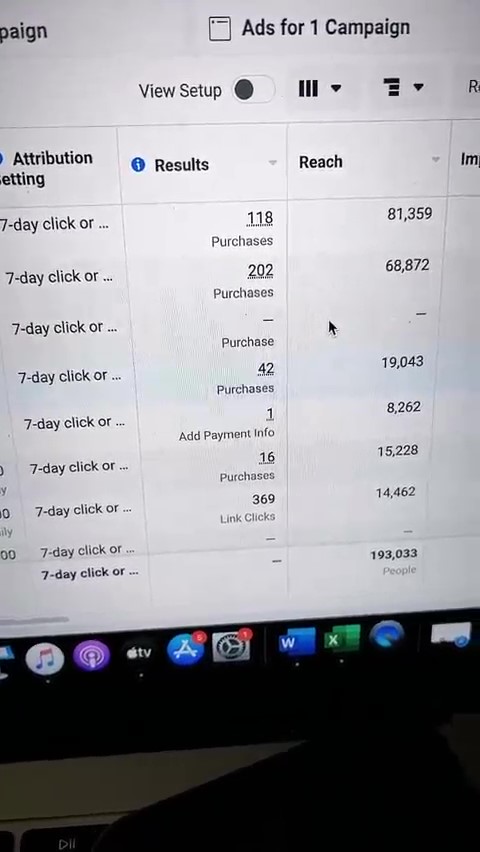 paign
Ads for 1 Campaign
View Setup
Attribution
etting
Results
Reach
7-day click or ...
118
Purchases
81,359
7-day click or ...
202
Purchases
68,872
7-day click or ...
—
Purchase
—
7-day click or ...
42
Purchases
19,043
7-day click or ...
1
Add Payment Info
8,262
7-day click or ...
16
Purchases
15,228
7-day click or ...
369
Link Clicks
14,462
00
7-day click or ...
—
—
7-day click or ...
—
193,033
People
tv
5
1
W
X